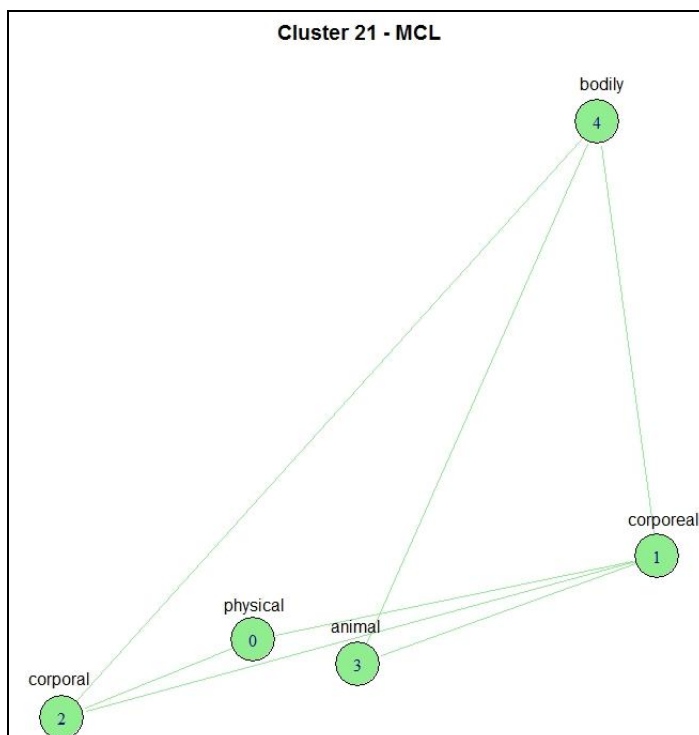 Cluster 21 - MCL
bodily
4
corporeal
1
physical
0
animal
3
corporal
2